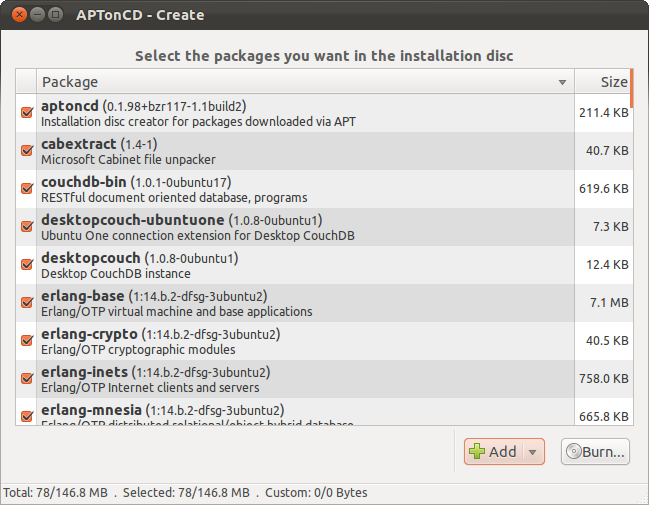 APTonCD - Create
Select the packages you want in the installation disc
Package Size
aptoncd (0.1.98+bzr117-1.1build2)
Installation disc creator for packages downloaded via APT
211.4 KB
cabextract (1.4-1)
Microsoft Cabinet file unpacker
40.7 KB
couchdb-bin (1.0.1-0ubuntu17)
RESTful document oriented database, programs
619.6 KB
desktopcouch-ubuntuone (1.0.8-0ubuntu1)
Ubuntu One connection extension for Desktop CouchDB
7.3 KB
desktopcouch (1.0.8-0ubuntu1)
Desktop CouchDB instance
12.4 KB
erlang-base (1:14.b.2-dfsg-3ubuntu2)
Erlang/OTP virtual machine and base applications
7.1 MB
erlang-crypto (1:14.b.2-dfsg-3ubuntu2)
Erlang/OTP cryptographic modules
40.5 KB
erlang-inets (1:14.b.2-dfsg-3ubuntu2)
Erlang/OTP Internet clients and servers
758.0 KB
erlang-mnesia (1:14.b.2-dfsg-3ubuntu2)
Erlang/OTP distributed relational/object hybrid database
665.8 KB
Add
Burn...
Total: 78/146.8 MB . Selected: 78/146.8 MB . Custom: 0/0 Bytes